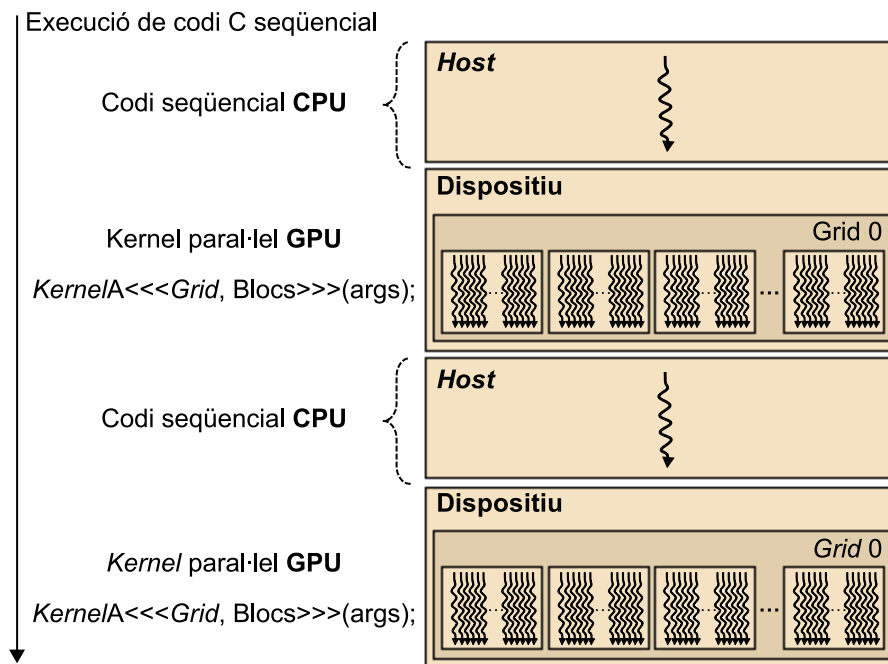 Execució de codi C seqüencial
Host
Codi seqüencial CPU
Dispositiu
Grid 0
Kernel paral·lel GPU
KernelA<<<Grid, Blocs>>>(args);
...
Host
Codi seqüencial CPU
Dispositiu
Grid 0
Kernel paral·lel GPU
KernelA<<<Grid, Blocs>>>(args);
...